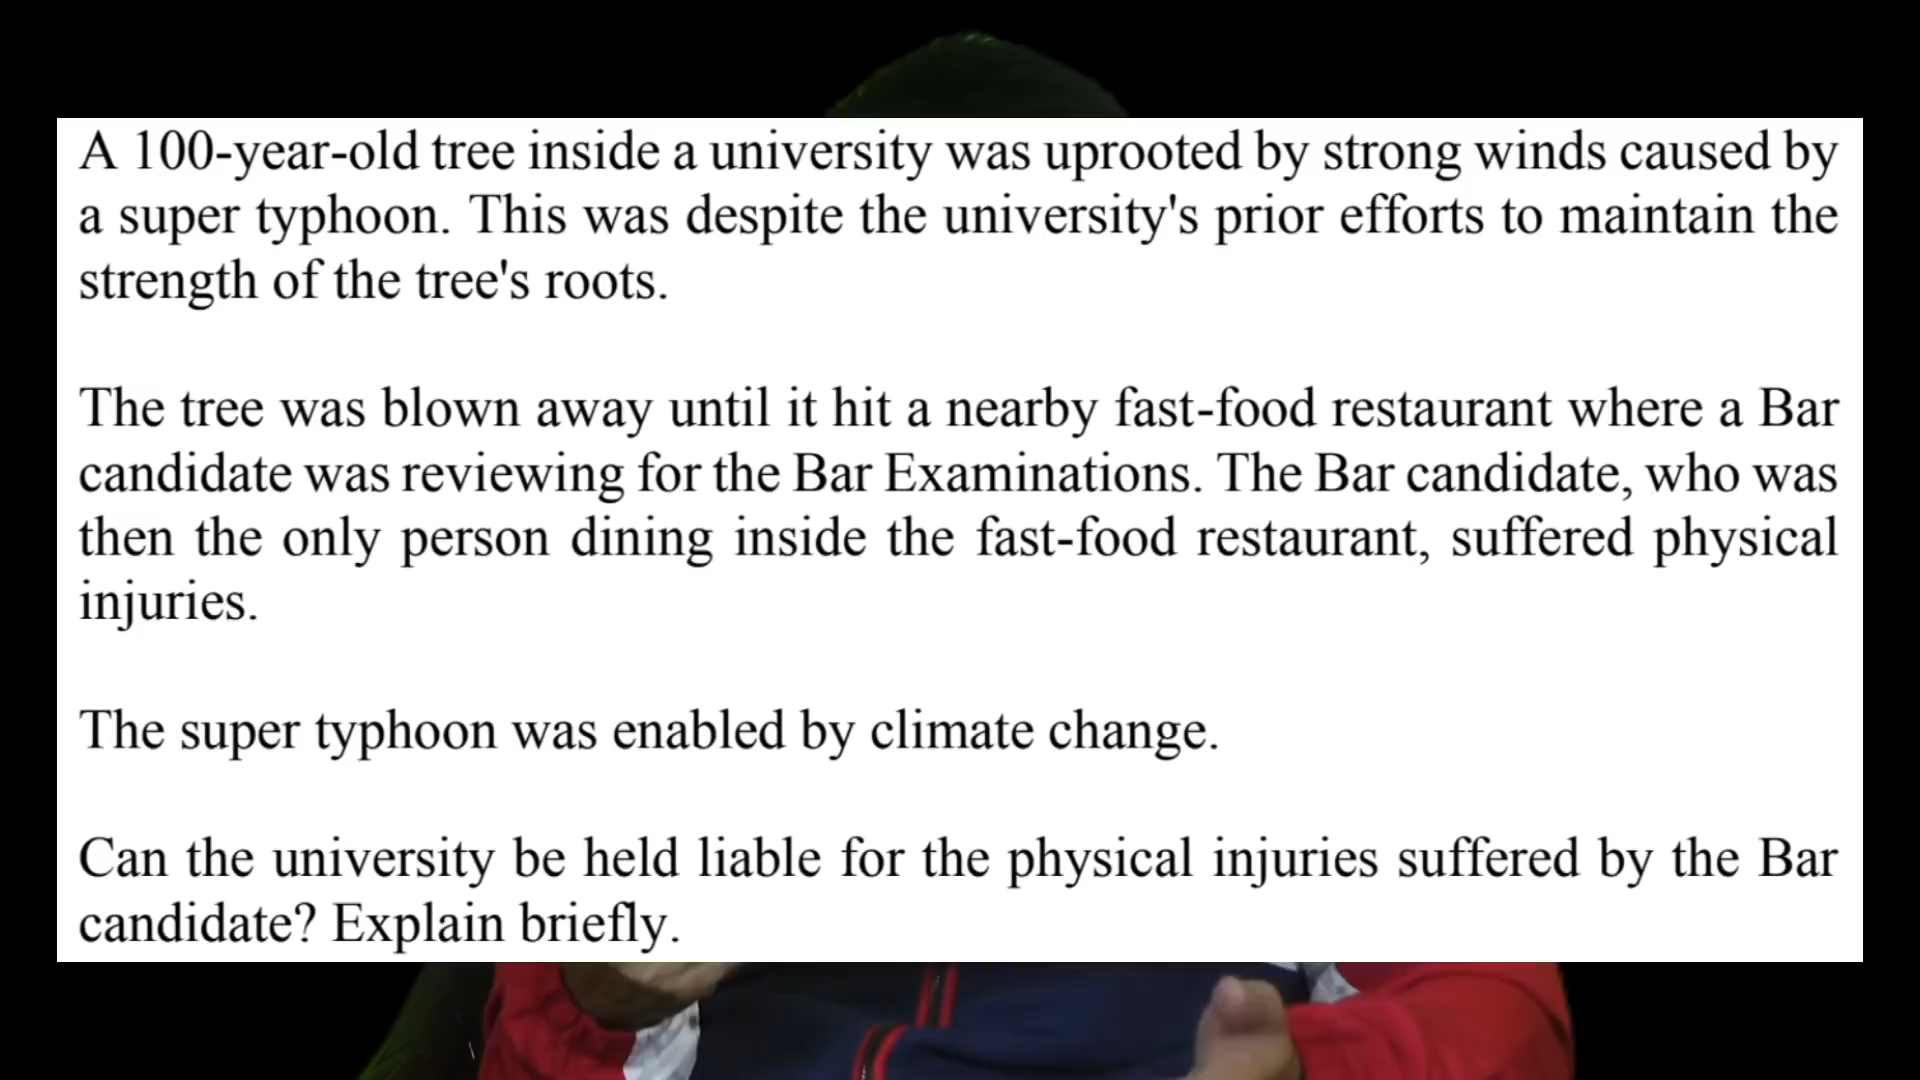 A 100-year-old tree inside a university was uprooted by strong winds caused by
a super typhoon. This was despite the university's prior efforts to maintain the
strength of the tree's roots.
The tree was blown away until it hit a nearby fast-food restaurant where a Bar
candidate was reviewing for the Bar Examinations. The Bar candidate, who was
then the only person dining inside the fast-food restaurant, suffered physical
injuries.
The super typhoon was enabled by climate change.
Can the university be held liable for the physical injuries suffered by the Bar
candidate? Explain briefly.